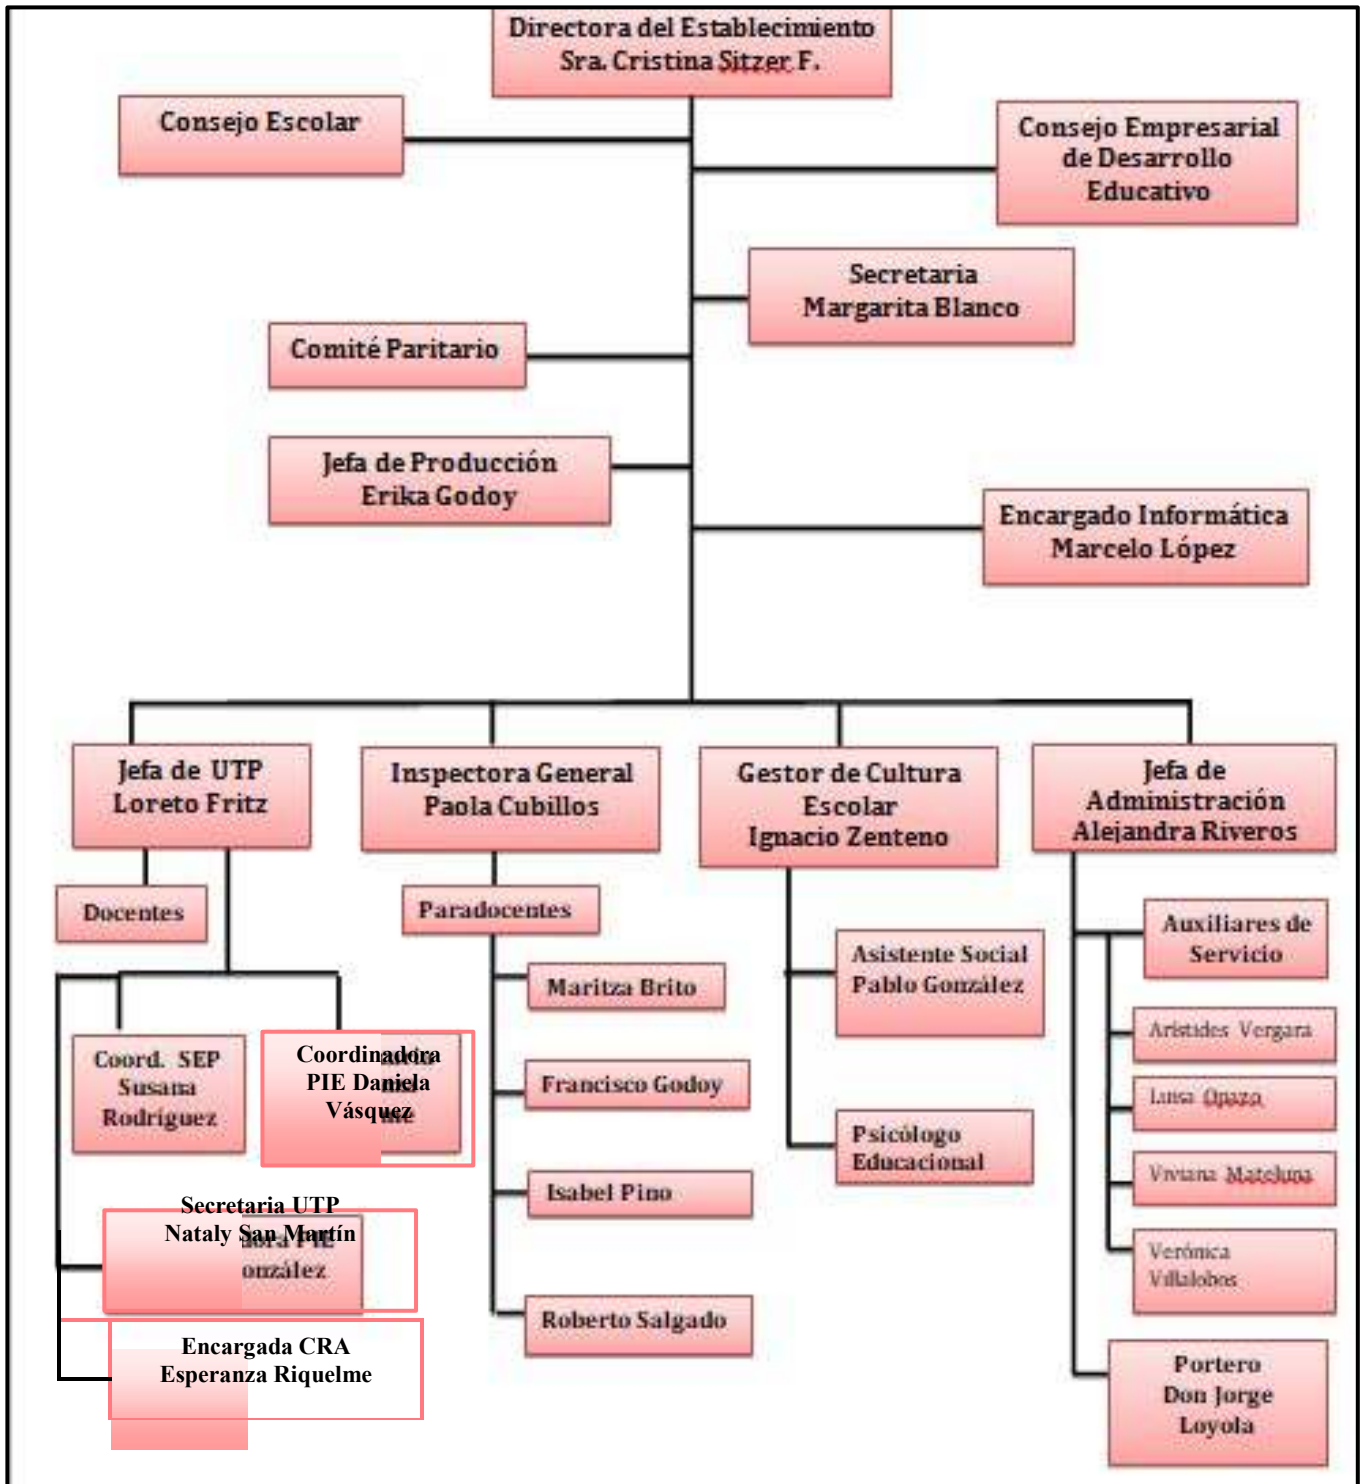 Directora del Establecimiento
Sra. Cristina Sitzer F.
Consejo Escolar
Consejo Empresarial
de Desarrollo
Educativo
Secretaria
Margarita Blanco
Comité Paritario
Jefa de Producción
Erika Godoy
Encargado Informática
Marcelo López
Jefa de UTP
Loreto Fritz
Inspectora General
Paola Cubillos
Gestor de Cultura
Escolar
Ignacio Zenteno
Jefa de
Administración
Alejandra Riveros
Docentes
Paradocentes
Auxiliares de
Servicio
Asistente Social
Pablo González
Maritza Brito
Arístides Vergara
Coord. SEP
Susana
Rodríguez
Coordinadora
PIE Daniela
Vásquez
Francisco Godoy
Luisa Opazo
Psicólogo
Educacional
Viviana Mateluna
Isabel Pino
Secretaria UTP
Nataly San Martín
PIE
onzález
Verónica
Villalobos
Roberto Salgado
Encargada CRA
Esperanza Riquelme
Portero
Don Jorge
Loyola